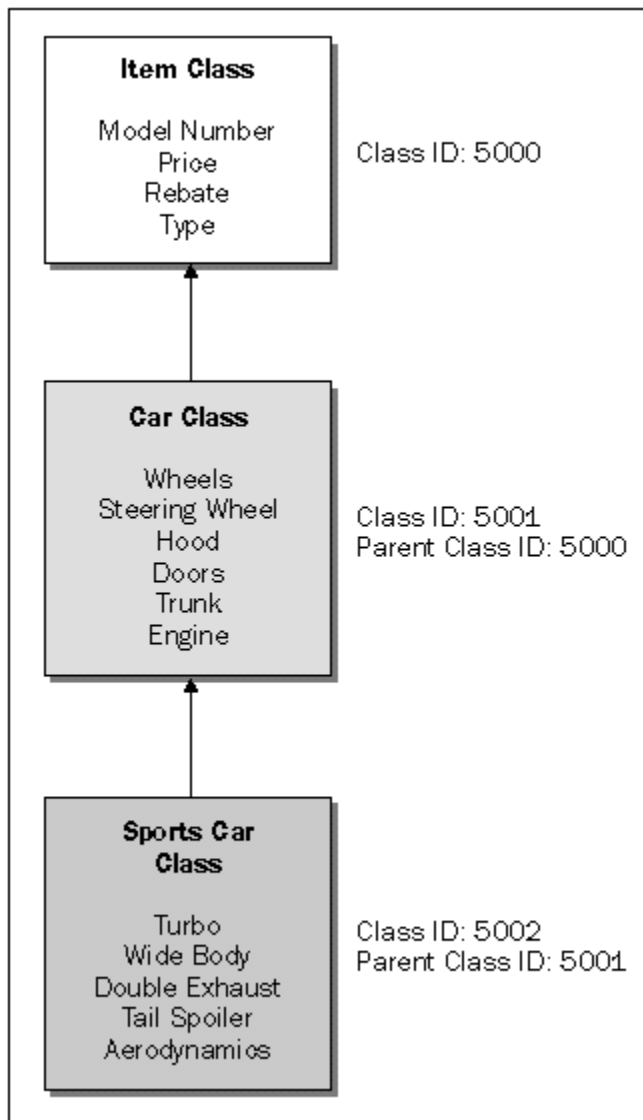 Item Class
Model Number
Price
Rebate
Type
Class ID: 5000
Car Class
Wheels
Steering Wheel
Hood
Doors
Trunk
Engine
Class ID: 5001
Parent Class ID: 5000
Sports Car
Class
Turbo
Wide Body
Double Exhaust
Tail Spoiler
Aerodynamics
Class ID: 5002
Parent Class ID: 5001